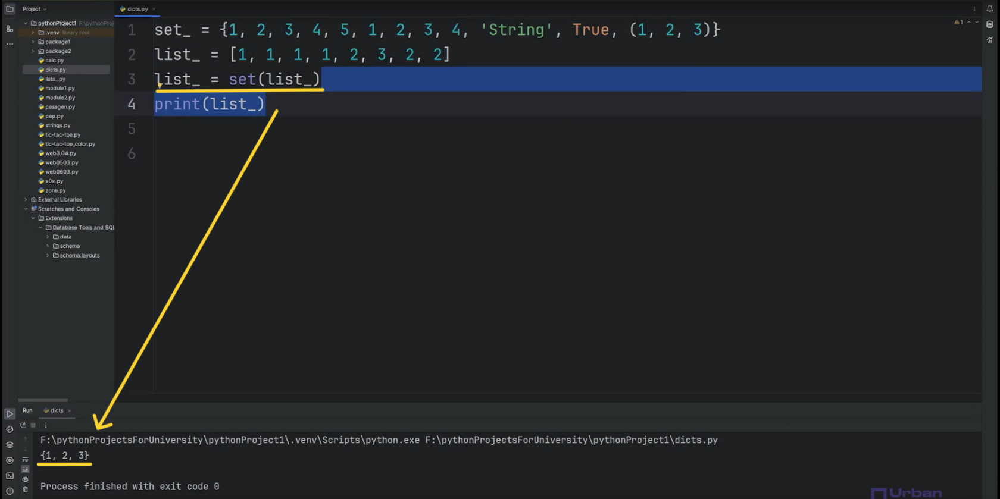 Project
dicts.py
pythonProject1 F:\pythonProj
.venv library root
package1
package2
calc.py
dicts.py
lists_.py
module1.py
module2.py
passgen.py
pep.py
strings.py
tic-tac-toe.py
tic-tac-toe_color.py
web3.04.py
web0503.py
web0603.py
x0x.py
zone.py
External Libraries
Scratches and Consoles
Extensions
Database Tools and SQL
data
schema
schema.layouts
1 set_ = {1, 2, 3, 4, 5, 1, 2, 3, 4, 'String', True, (1, 2, 3)}
2 list_ = [1, 1, 1, 1, 2, 3, 2, 2]
3 list_ = set(list_)
4 print(list_)
5
6
1
Run dicts
F:\pythonProjectsForUniversity\pythonProject1\.venv\Scripts\python.exe F:\pythonProjectsForUniversity\pythonProject1\dicts.py
{1, 2, 3}
Process finished with exit code 0
Urban